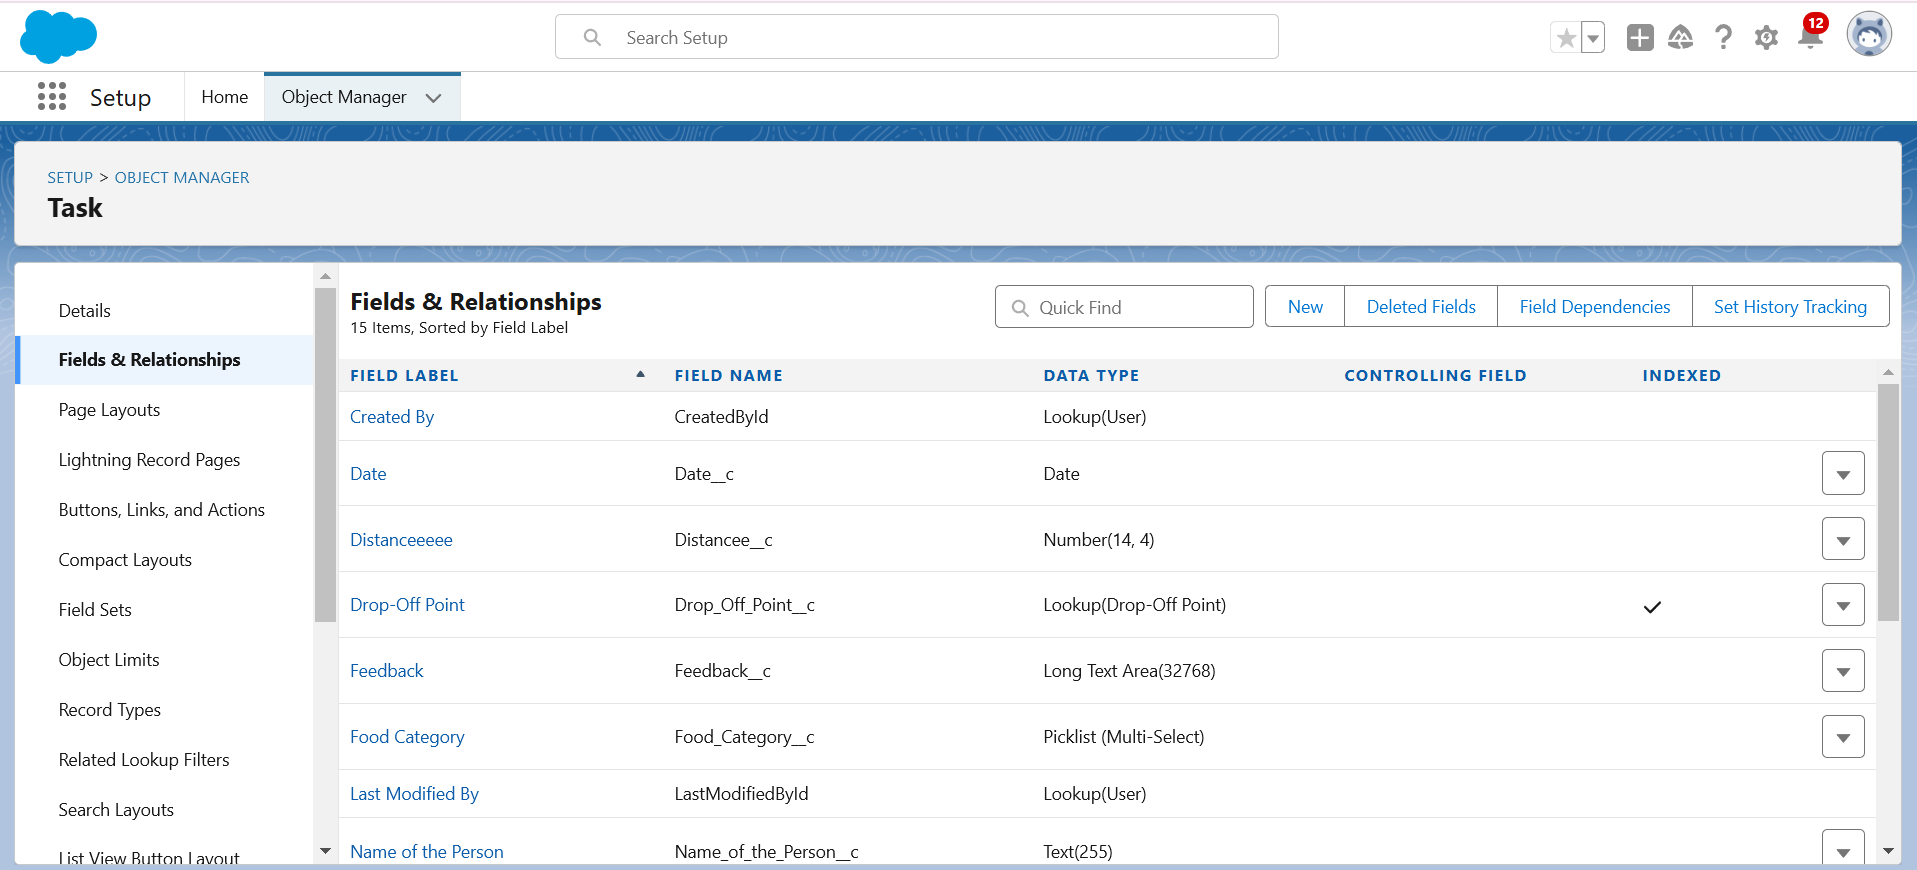 Search Setup
12
Setup
Home
Object Manager
SETUP > OBJECT MANAGER
Task
Details
Fields & Relationships
Page Layouts
Lightning Record Pages
Buttons, Links, and Actions
Compact Layouts
Field Sets
Object Limits
Record Types
Related Lookup Filters
Search Layouts
List View Button Layout
Fields & Relationships
15 Items, Sorted by Field Label
Quick Find
New
Deleted Fields
Field Dependencies
Set History Tracking
FIELD LABEL FIELD NAME DATA TYPE CONTROLLING FIELD INDEXED
Created By CreatedById Lookup(User)
Date Date__c Date
Distanceeeee Distancee__c Number(14, 4)
Drop-Off Point Drop_Off_Point__c Lookup(Drop-Off Point)
Feedback Feedback__c Long Text Area(32768)
Food Category Food_Category__c Picklist (Multi-Select)
Last Modified By LastModifiedById Lookup(User)
Name of the Person Name_of_the_Person__c Text(255)